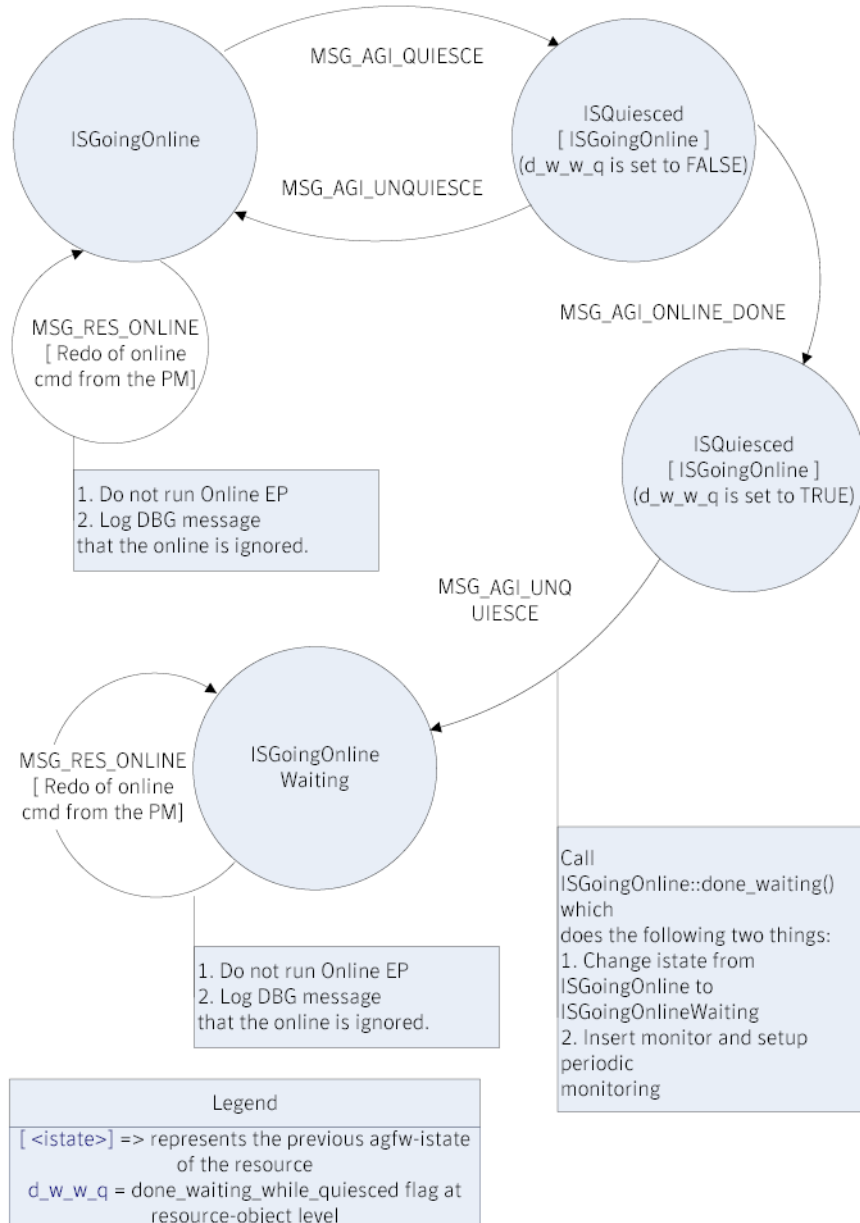 MSG_AGI_QUIESCE
ISGoingOnline
ISQuiesced
[ ISGoingOnline ]
(d_w_w_q is set to FALSE)
MSG_AGI_UNQUIESCE
MSG_AGI_ONLINE_DONE
MSG_RES_ONLINE
[ Redo of online
cmd from the PM]
ISQuiesced
[ ISGoingOnline ]
(d_w_w_q is set to TRUE)
1. Do not run Online EP
2. Log DBG message
that the online is ignored.
MSG_AGI_UNQ
UIESCE
ISGoingOnline
Waiting
MSG_RES_ONLINE
[ Redo of online
cmd from the PM]
Call
ISGoingOnline::done_waiting()
which
does the following two things:
1. Change istate from
ISGoingOnline to
ISGoingOnlineWaiting
2. Insert monitor and setup
periodic
monitoring
1. Do not run Online EP
2. Log DBG message
that the online is ignored.
Legend
[ <istate>] => represents the previous agfw-istate
of the resource
d_w_w_q = done_waiting_while_quiesced flag at
resource-object level